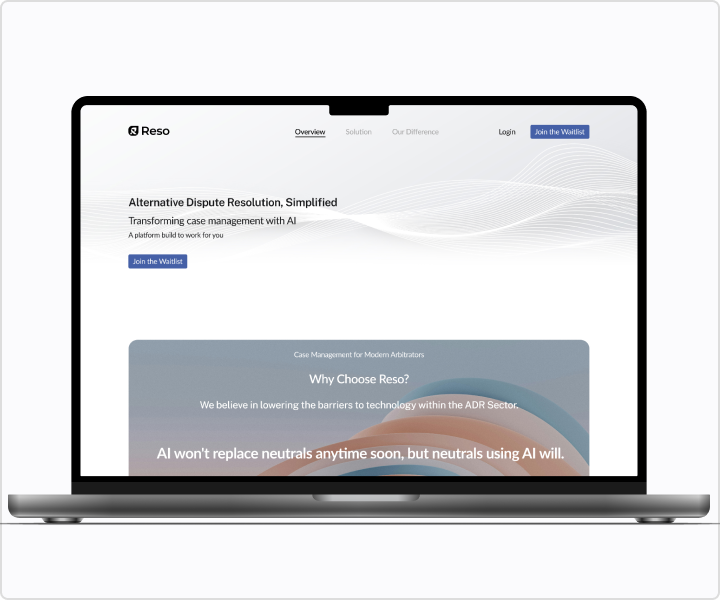 Reso
Overview Solution Our Difference Login Join the Waitlist
Alternative Dispute Resolution, Simplified
Transforming case management with AI
A platform build to work for you
Join the Waitlist
Case Management for Modern Arbitrators
Why Choose Reso?
We believe in lowering the barriers to technology within the ADR Sector.
AI won't replace neutrals anytime soon, but neutrals using AI will.